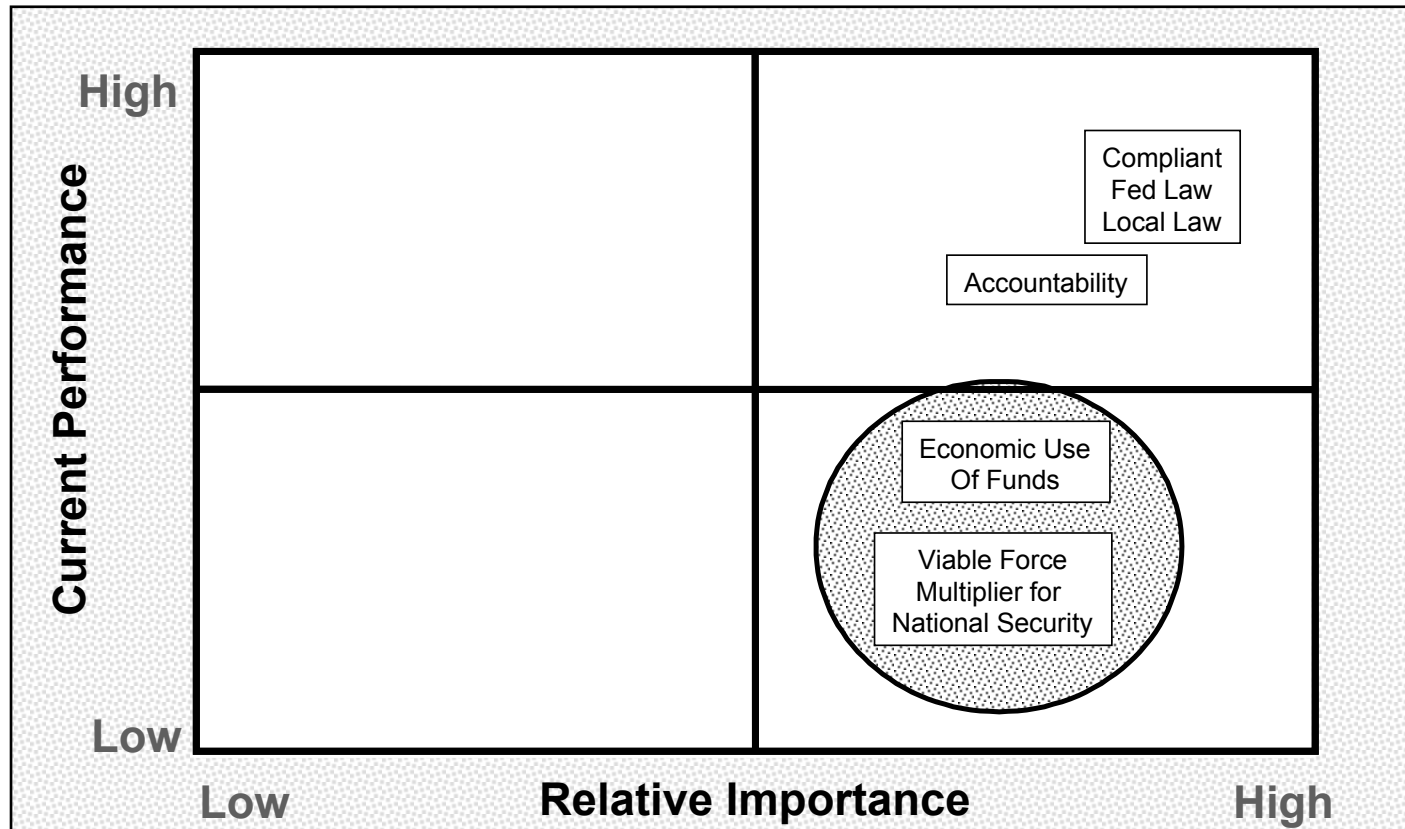 High
Current Performance
Compliant
Fed Law
Local Law
Accountability
Economic Use
Of Funds
Viable Force
Multiplier for
National Security
Low
Low
Relative Importance
High